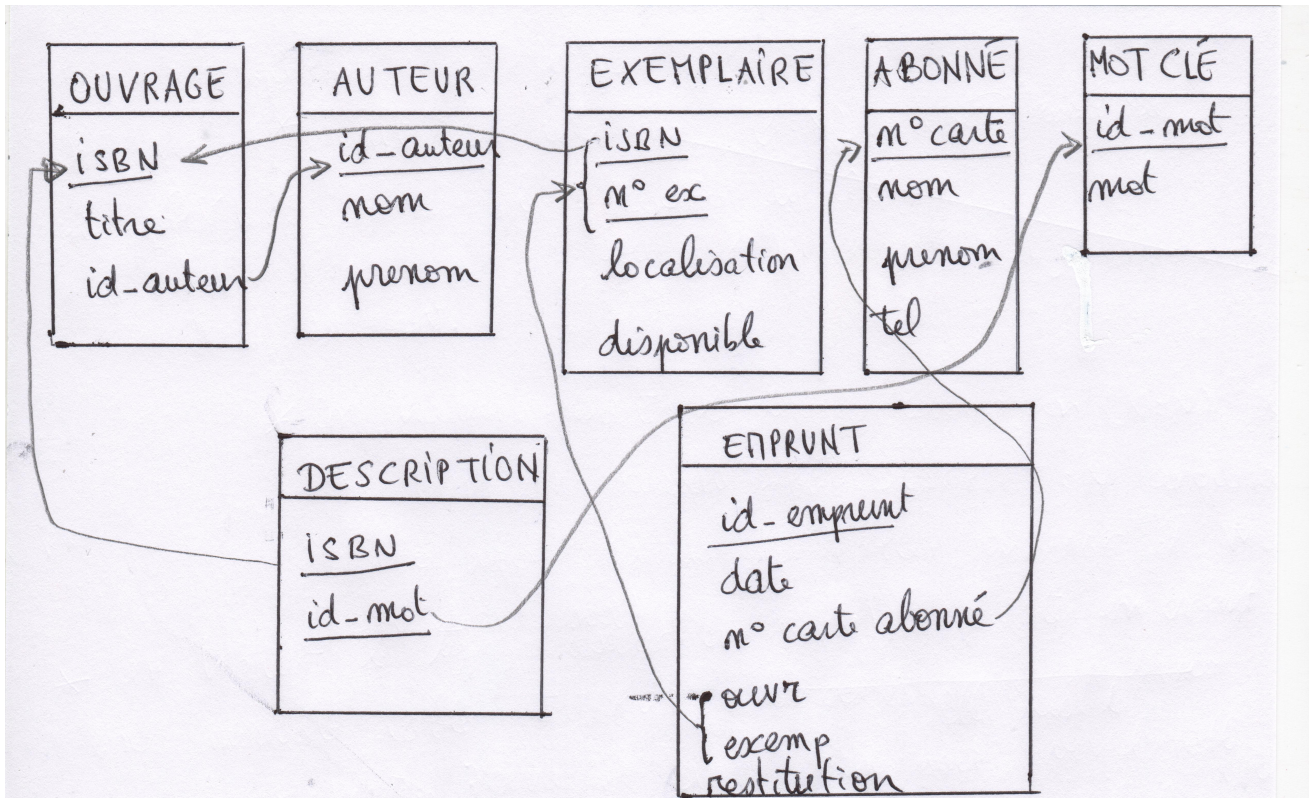 OUVRAGE
ISBN
titre
id_auteur
AUTEUR
id_auteur
nom
prenom
EXEMPLAIRE
ISBN
n° ex
localisation
disponible
ABONNÉ
n° carte
nom
prenom
tel
MOT CLÉ
id_mot
mot
DESCRIPTION
ISBN
id_mot
EMPRUNT
id_emprunt
date
n° carte abonné
ouvr
exemp
restitution